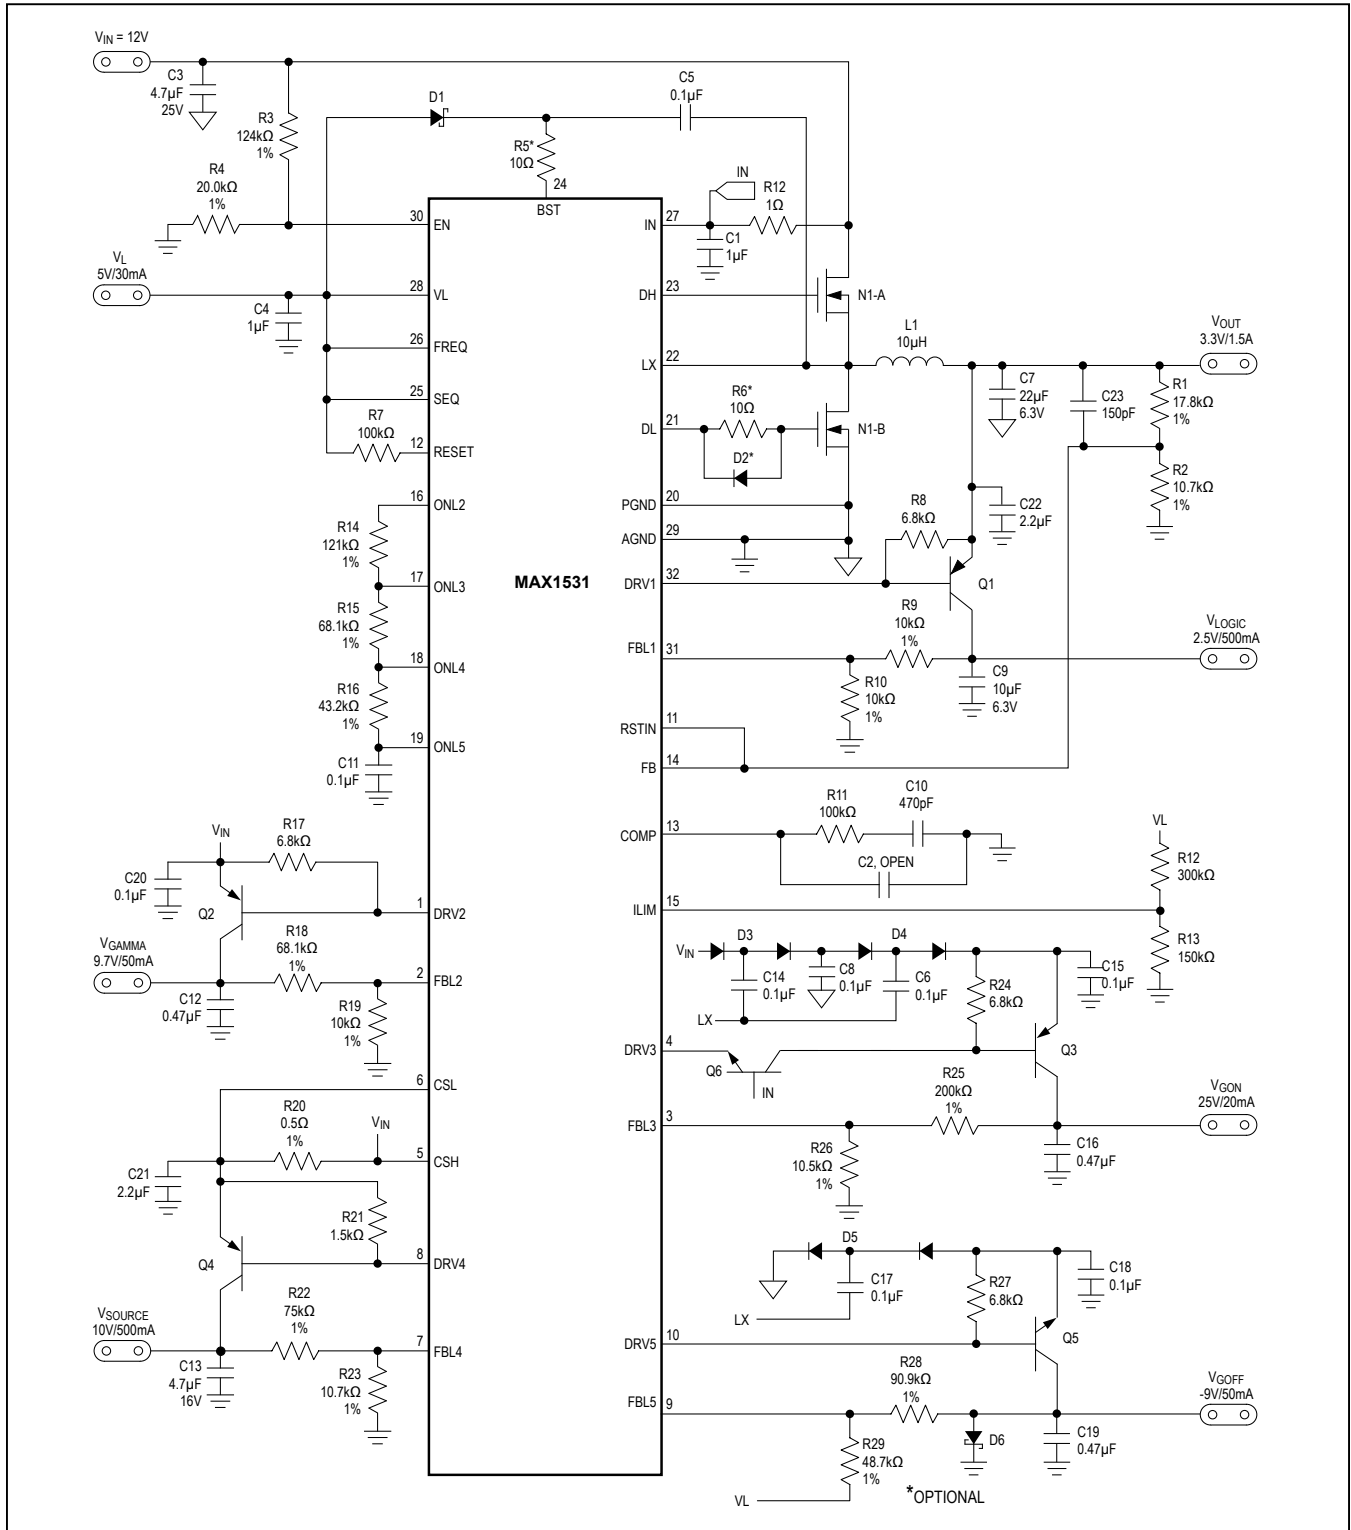 VIN = 12V
C3
4.7µF
25V
R3
124kΩ
1%
R4
20.0kΩ
1%
D1
C5
0.1µF
R5*
10Ω
24
BST
IN
R12
1Ω
30
EN
IN
27
C1
1µF
VL
5V/30mA
28
VL
C4
1µF
DH
23
N1-A
26
FREQ
LX
22
L1
10µH
VOUT
3.3V/1.5A
25
SEQ
C7
22µF
6.3V
C23
150pF
R1
17.8kΩ
1%
R7
100kΩ
12
RESET
DL
21
R6*
10Ω
D2*
N1-B
R2
10.7kΩ
1%
16
ONL2
PGND
20
C22
2.2µF
R14
121kΩ
1%
AGND
29
R8
6.8kΩ
17
ONL3
MAX1531
DRV1
32
Q1
R15
68.1kΩ
1%
R9
10kΩ
1%
VLOGIC
2.5V/500mA
18
ONL4
FBL1
31
R16
43.2kΩ
1%
R10
10kΩ
1%
C9
10µF
6.3V
19
ONL5
RSTIN
11
C11
0.1µF
FB
14
R11
100kΩ
C10
470pF
COMP
13
C2, OPEN
VL
R12
300kΩ
VIN
R17
6.8kΩ
C20
0.1µF
Q2
1
DRV2
ILIM
15
R13
150kΩ
VGAMMA
9.7V/50mA
R18
68.1kΩ
1%
2
FBL2
VIN
D3
D4
C14
0.1µF
C8
0.1µF
C6
0.1µF
R24
6.8kΩ
C15
0.1µF
C12
0.47µF
R19
10kΩ
1%
LX
DRV3
4
Q6
IN
Q3
6
CSL
R20
0.5Ω
1%
VIN
5
CSH
FBL3
3
R25
200kΩ
1%
VGON
25V/20mA
C21
2.2µF
R26
10.5kΩ
1%
C16
0.47µF
R21
1.5kΩ
Q4
8
DRV4
D5
C17
0.1µF
LX
R27
6.8kΩ
C18
0.1µF
VSOURCE
10V/500mA
R22
75kΩ
1%
7
FBL4
DRV5
10
Q5
C13
4.7µF
16V
R23
10.7kΩ
1%
FBL5
9
R28
90.9kΩ
1%
VGOFF
-9V/50mA
R29
48.7kΩ
1%
D6
C19
0.47µF
VL
*OPTIONAL